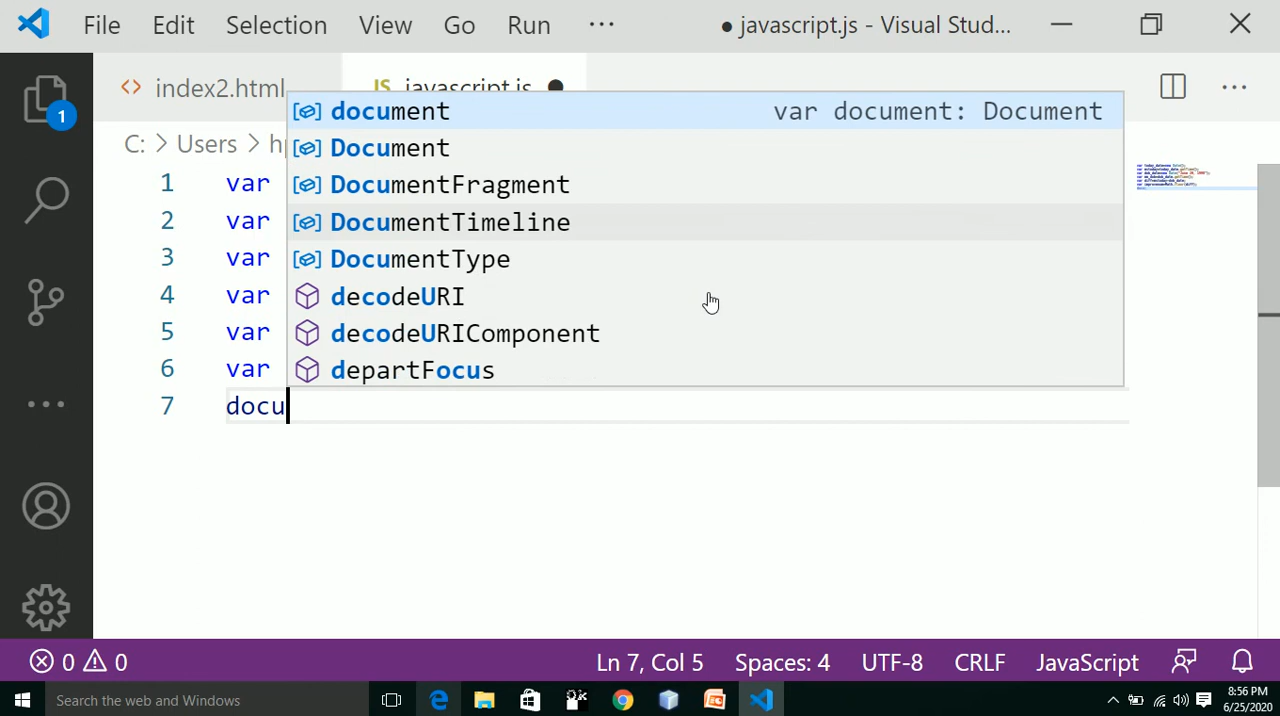 File Edit Selection View Go Run ··· ● javascript.js - Visual Stud...
index2.html JS javascript.js
1
C: > Users >
document var document: Document
Document
DocumentFragment
DocumentTimeline
DocumentType
decodeURI
decodeURIComponent
departFocus
1 var
2 var
3 var
4 var
5 var
6 var
7 docu
0 0 Ln 7, Col 5 Spaces: 4 UTF-8 CRLF JavaScript
Search the web and Windows
8:56 PM
6/25/2020